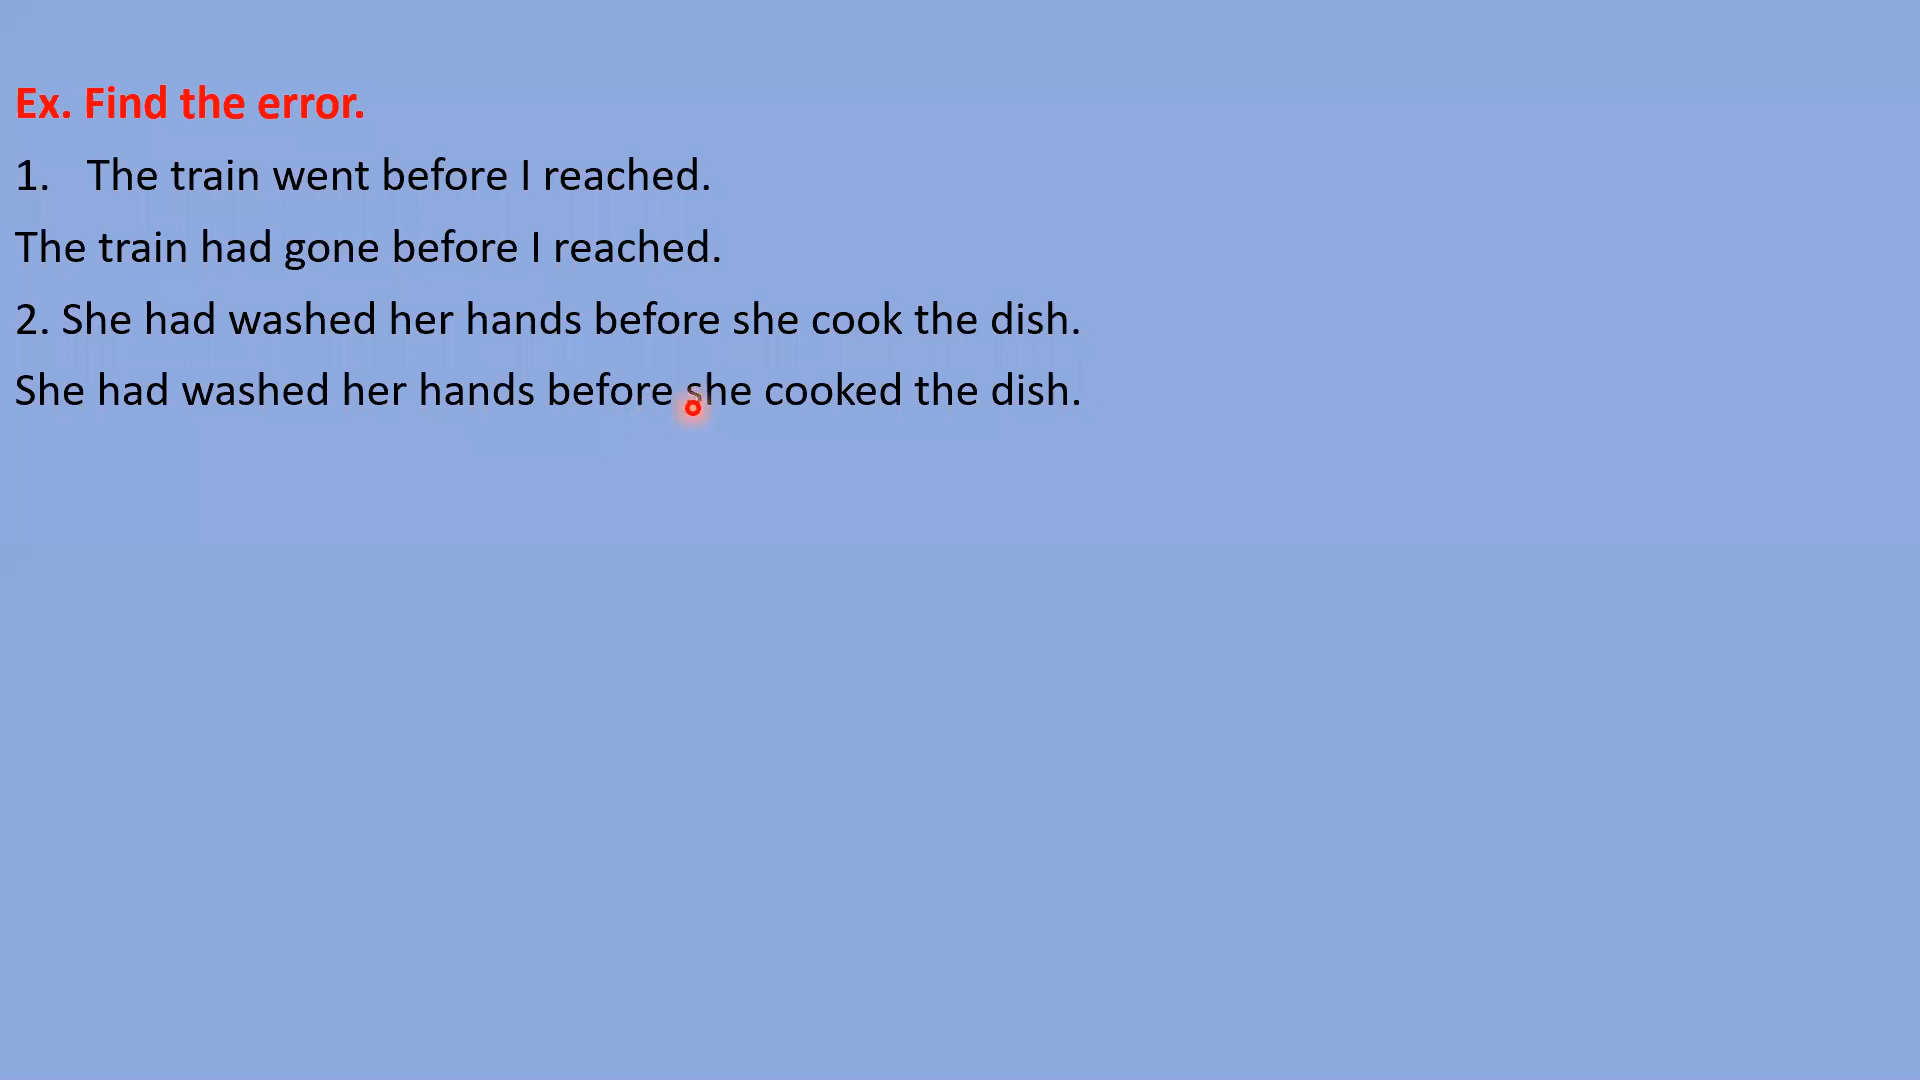 Ex. Find the error.
1. The train went before I reached.
The train had gone before I reached.
2. She had washed her hands before she cook the dish.
She had washed her hands before she cooked the dish.